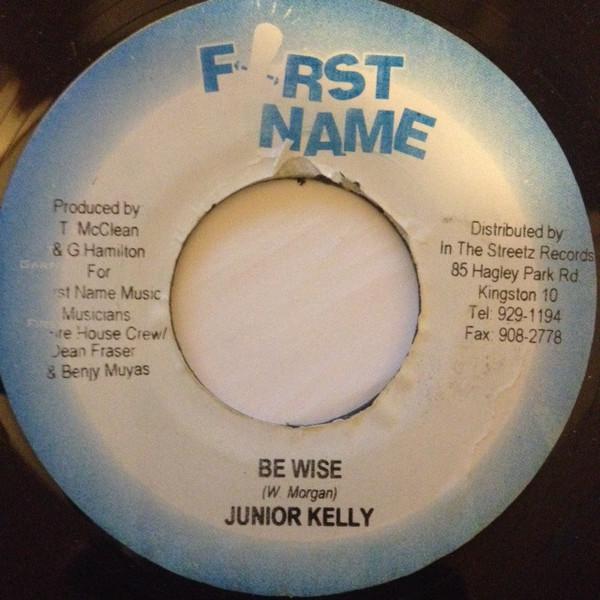 F RST
NAME
Produced by
T. McClean
& G.Hamilton
For
rst Name Music
Musicians
ire House Crew/
Dean Fraser
& Benjy Muyas
Distributed by
In The Streetz Records
85 Hagley Park Rd.
Kingston 10
Tel: 929-1194
Fax: 908-2778
BE WISE
(W. Morgan)
JUNIOR KELLY